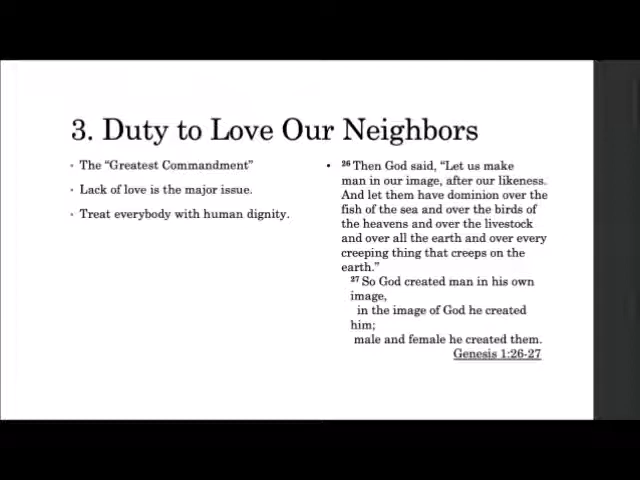 3. Duty to Love Our Neighbors
• The “Greatest Commandment”
• Lack of love is the major issue.
• Treat everybody with human dignity.
• 26 Then God said, “Let us make
man in our image, after our likeness.
And let them have dominion over the
fish of the sea and over the birds of
the heavens and over the livestock
and over all the earth and over every
creeping thing that creeps on the
earth.”
27 So God created man in his own
image,
in the image of God he created
him;
male and female he created them.
Genesis 1:26-27